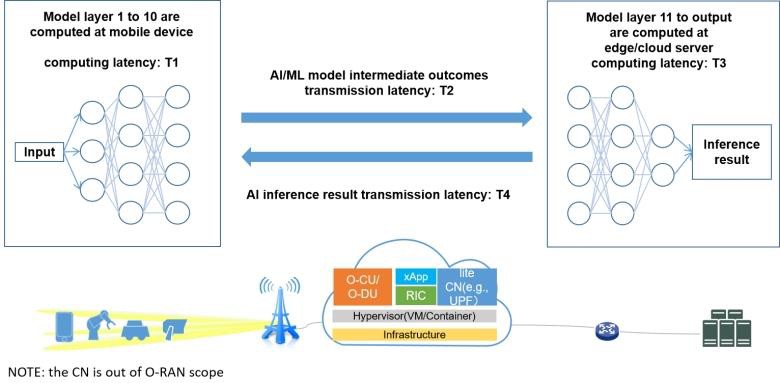 Model layer 1 to 10 are
computed at mobile device
computing latency: T1
Input
AI/ML model intermediate outcomes
transmission latency: T2
AI inference result transmission latency: T4
Model layer 11 to output
are computed at
edge/cloud server
computing latency: T3
Inference
result
O-CU/
O-DU
xApp
RIC
lite
CN(e.g.,
UPF)
Hypervisor(VM/Container)
Infrastructure
NOTE: the CN is out of O-RAN scope